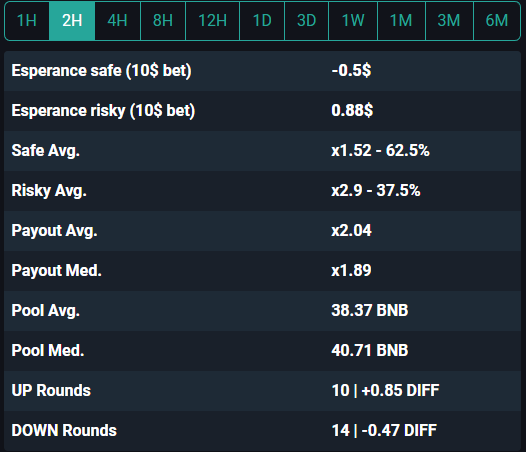 1H 2H 4H 8H 12H 1D 3D 1W 1M 3M 6M
Esperance safe (10$ bet) -0.5$
Esperance risky (10$ bet) 0.88$
Safe Avg. x1.52 - 62.5%
Risky Avg. x2.9 - 37.5%
Payout Avg. x2.04
Payout Med. x1.89
Pool Avg. 38.37 BNB
Pool Med. 40.71 BNB
UP Rounds 10 | +0.85 DIFF
DOWN Rounds 14 | -0.47 DIFF